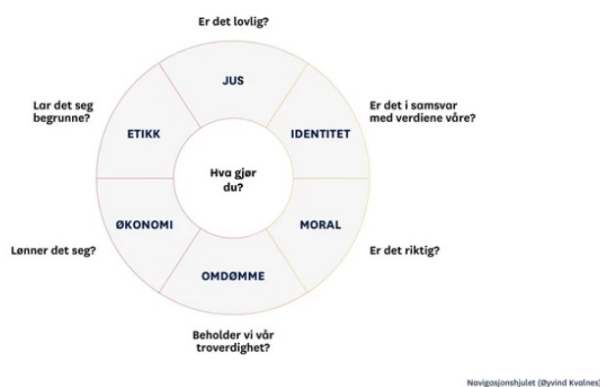 Er det lovlig?
JUS
Lar det seg
begrunne?
Er det i samsvar
med verdiene våre?
ETIKK
IDENTITET
Hva gjør
du?
ØKONOMI
MORAL
Lønner det seg?
Er det riktig?
OMDØMME
Beholder vi vår
troverdighet?
Navigasjonshjulet (Øyvind Kvalnes)